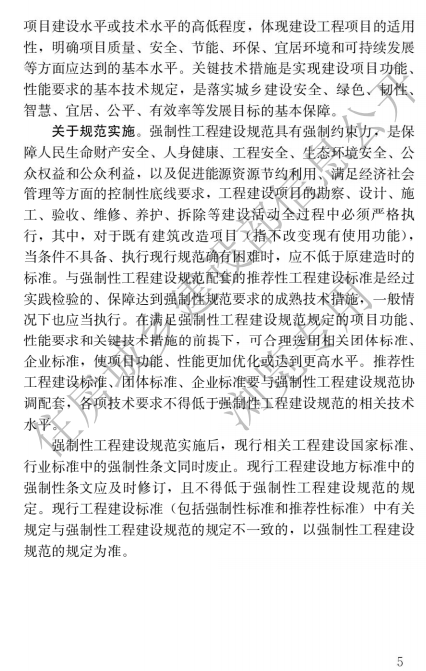 项目建设水平或技术水平的高低程度，体现建设工程项目的适用
性，明确项目质量、安全、节能、环保、宜居环境和可持续发展
等方面应达到的基本水平。关键技术措施是实现建设项目功能、
性能要求的基本技术规定，是落实城乡建设安全、绿色、韧性、
智慧、宜居、公平、有效率等发展目标的基本保障。
关于规范实施。强制性工程建设规范具有强制约束力，是保
障人民生命财产安全、人身健康、工程安全、生态环境安全、公
众权益和公众利益，以及促进能源资源节约利用、满足经济社会
管理等方面的控制性底线要求，工程建设项目的勘察、设计、施
工、验收、维修、养护、拆除等建设活动全过程中必须严格执
行，其中，对于既有建筑改造项目（指不改变现有使用功能），
当条件不具备、执行现行规范确有困难时，应不低于原建造时的
标准。与强制性工程建设规范配套的推荐性工程建设标准是经过
实践检验的、保障达到强制性规范要求的成熟技术措施，一般情
况下也应当执行。在满足强制性工程建设规范规定的项目功能、
性能要求和关键技术措施的前提下，可合理选用相关团体标准、
企业标准，使项目功能、性能更加优化或达到更高水平。推荐性
工程建设标准、团体标准、企业标准要与强制性工程建设规范协
调配套，各项技术要求不得低于强制性工程建设规范的相关技术
水平。
强制性工程建设规范实施后，现行相关工程建设国家标准、
行业标准中的强制性条文同时废止。现行工程建设地方标准中的
强制性条文应及时修订，且不得低于强制性工程建设规范的规
定。现行工程建设标准（包括强制性标准和推荐性标准）中有关
规定与强制性工程建设规范的规定不一致的，以强制性工程建设
规范的规定为准。
住房城乡建设部信息公开
浏览专用
5